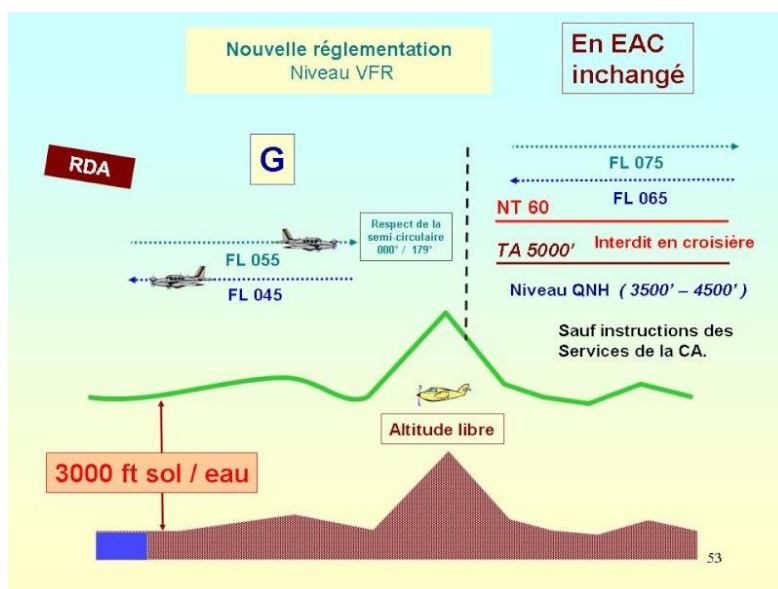 Nouvelle réglementation
Niveau VFR
En EAC
inchangé
RDA
G
FL 075
FL 065
NT 60
Respect de la
semi-circulaire
000° / 179°
FL 055
FL 045
TA 5000'
Interdit en croisière
Niveau QNH ( 3500' – 4500' )
Sauf instructions des
Services de la CA.
Altitude libre
3000 ft sol / eau
53